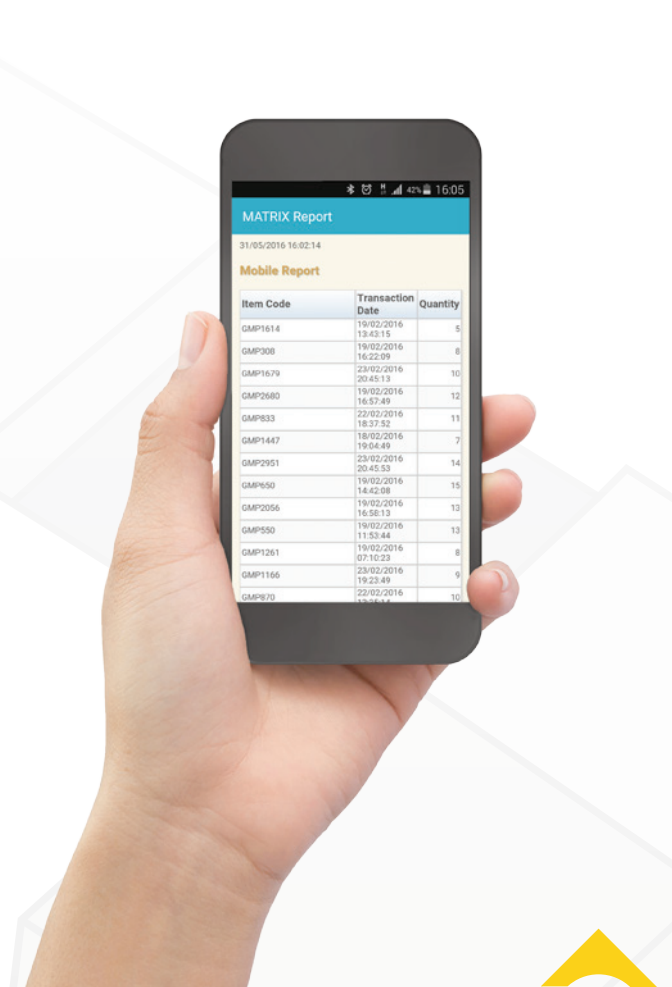 42% 16:05
MATRIX Report
31/05/2016 16:02:14
Mobile Report
Item Code Transaction Date Quantity
GMP1614 19/02/2016 13:43:15 5
GMP308 19/02/2016 16:22:09 8
GMP1679 23/02/2016 20:45:13 10
GMP2680 19/02/2016 16:57:49 12
GMP833 22/02/2016 18:37:52 11
GMP1447 18/02/2016 19:04:49 7
GMP2951 23/02/2016 20:45:53 14
GMP650 19/02/2016 14:42:08 15
GMP2056 19/02/2016 16:58:13 13
GMP550 19/02/2016 11:53:44 13
GMP1261 19/02/2016 07:10:23 8
GMP1166 23/02/2016 19:23:49 9
GMP870 22/02/2016 10